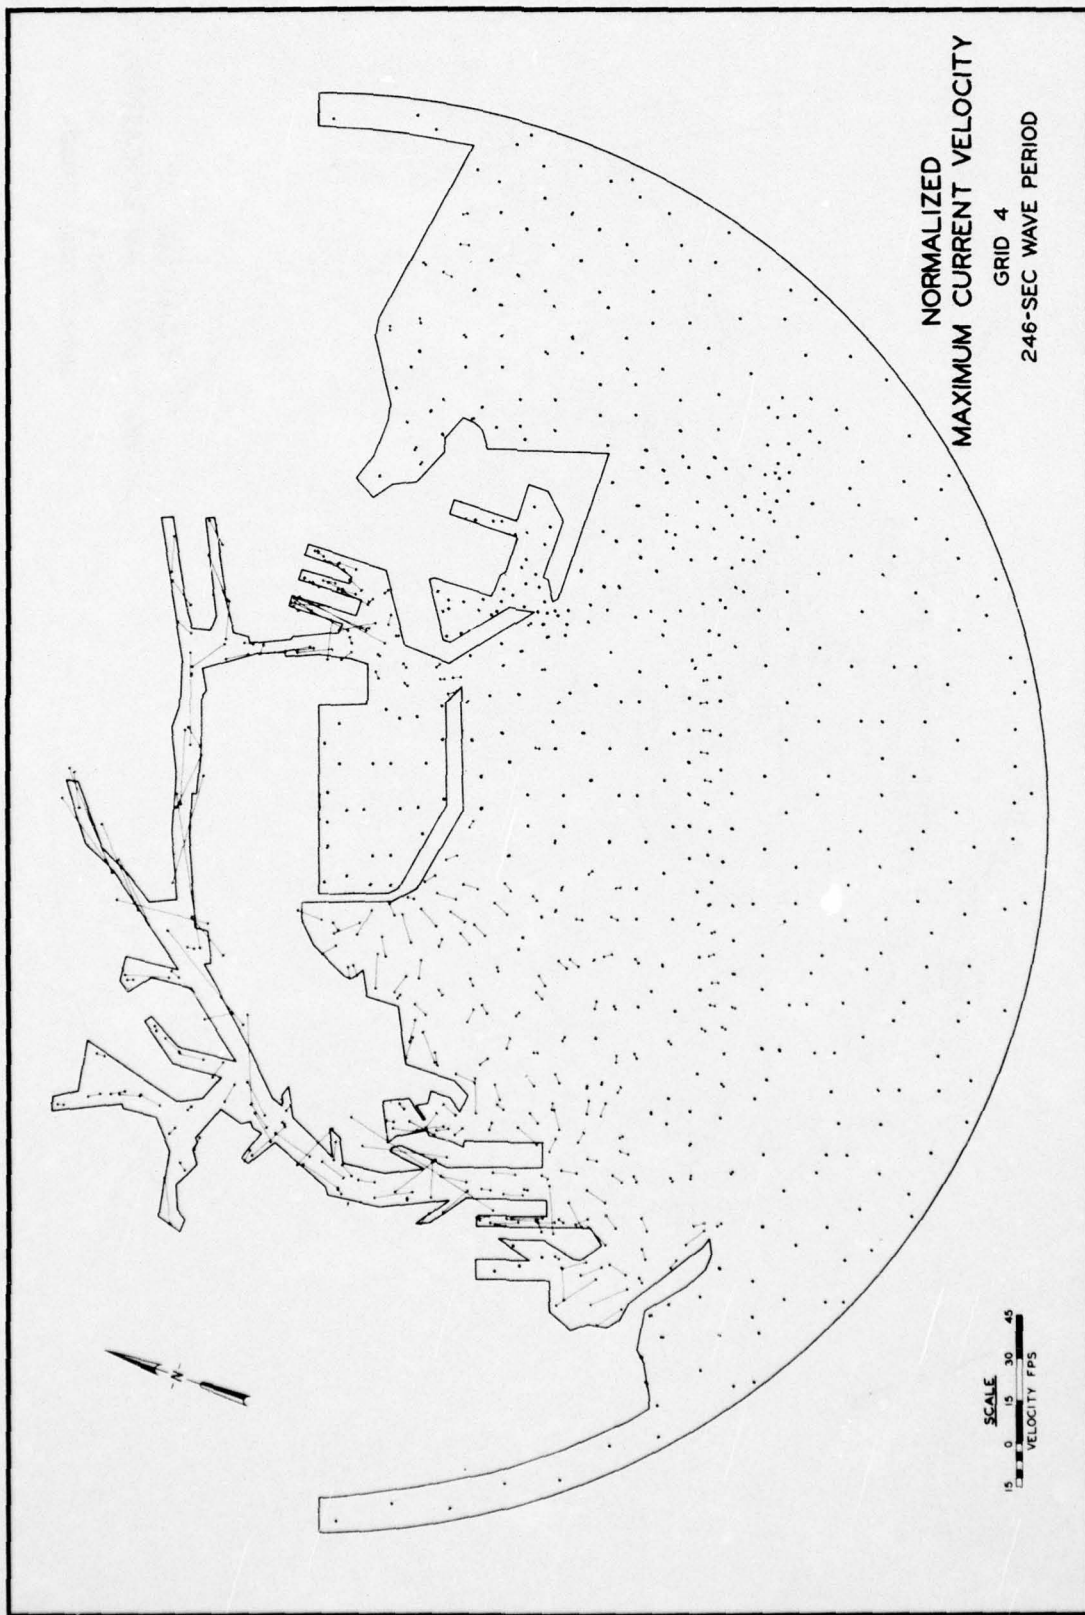 NORMALIZED
MAXIMUM CURRENT VELOCITY
GRID 4
246-SEC WAVE PERIOD
N
SCALE
15 0 15 30 45
VELOCITY FPS